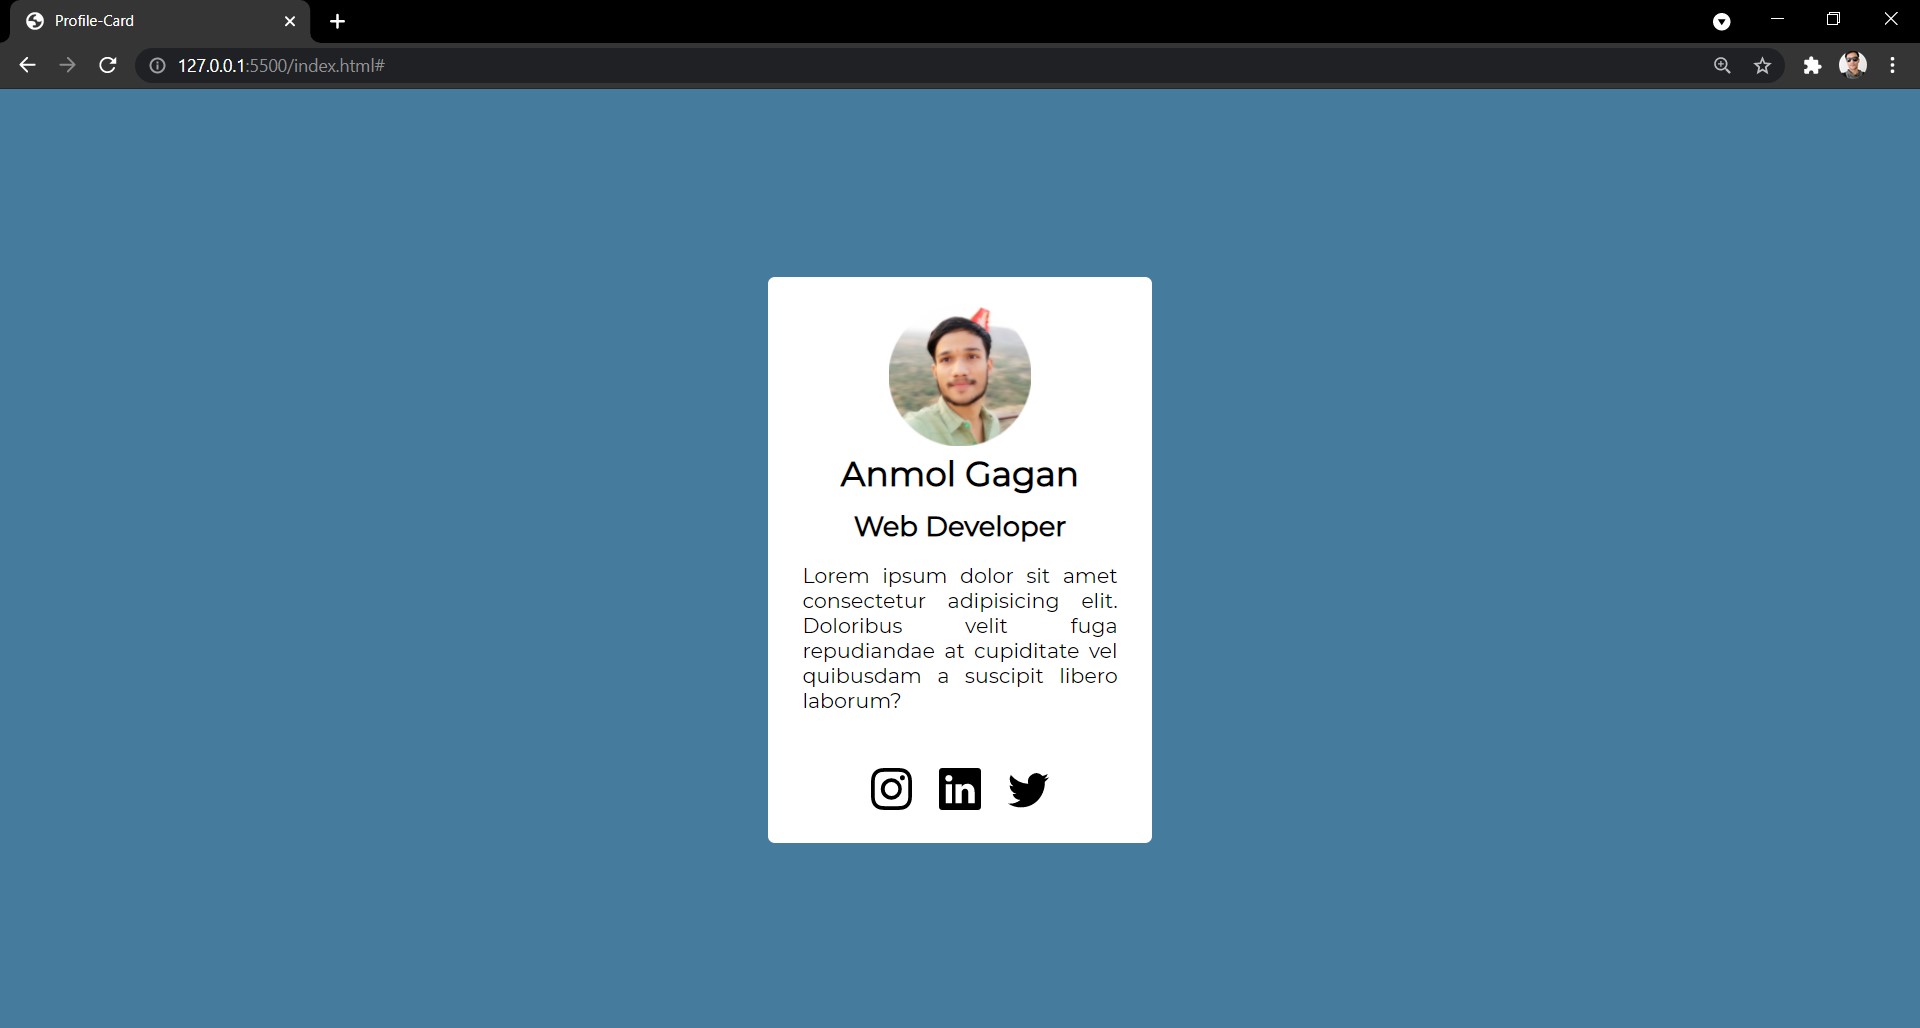 Profile-Card
127.0.0.1:5500/index.html#
Anmol Gagan
Web Developer
Lorem ipsum dolor sit amet
consectetur adipisicing elit.
Doloribus velit fuga
repudiandae at cupiditate vel
quibusdam a suscipit libero
laborum?
in